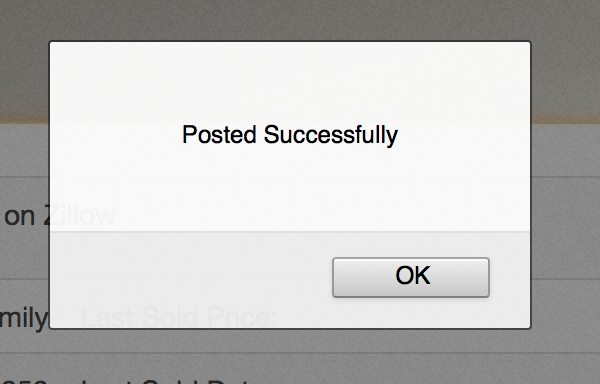 Posted Successfully
on Zillow
OK
mily Last Sold Price: